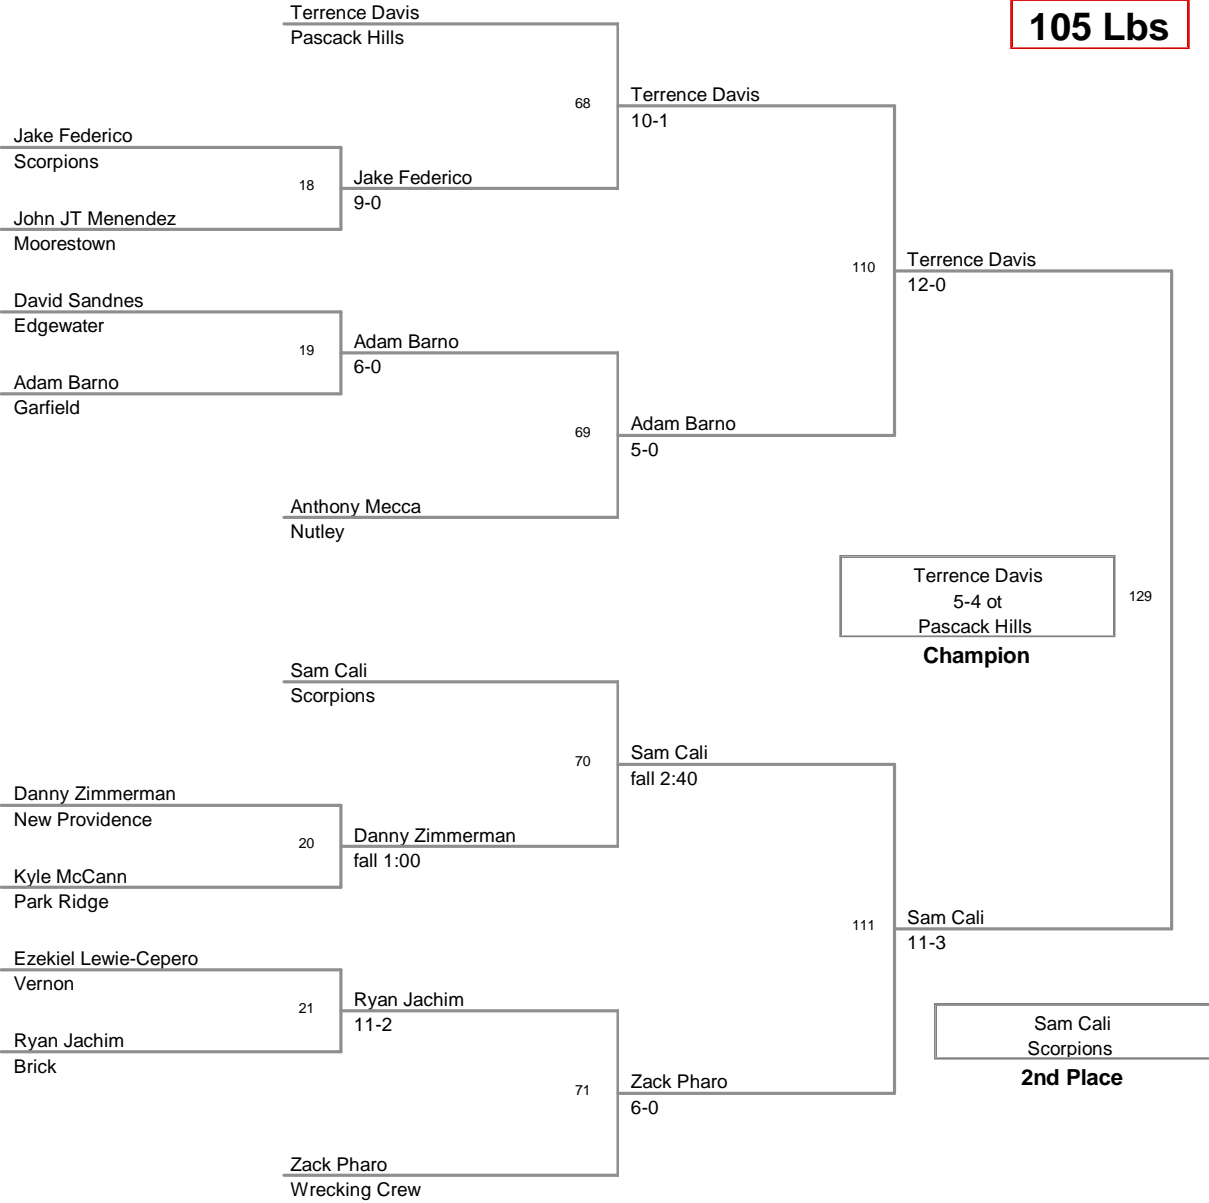 Terrence Davis
Pascack Hills
105 Lbs
68
Terrence Davis
10-1
Jake Federico
Scorpions
18
Jake Federico
9-0
John JT Menendez
Moorestown
110
Terrence Davis
12-0
David Sandnes
Edgewater
19
Adam Barno
6-0
Adam Barno
Garfield
69
Adam Barno
5-0
Anthony Mecca
Nutley
Terrence Davis
5-4 ot
Pascack Hills
Champion
129
Sam Cali
Scorpions
70
Sam Cali
fall 2:40
Danny Zimmerman
New Providence
20
Danny Zimmerman
fall 1:00
Kyle McCann
Park Ridge
111
Sam Cali
11-3
Ezekiel Lewie-Cepero
Vernon
21
Ryan Jachim
11-2
Ryan Jachim
Brick
Sam Cali
Scorpions
2nd Place
71
Zack Pharo
6-0
Zack Pharo
Wrecking Crew